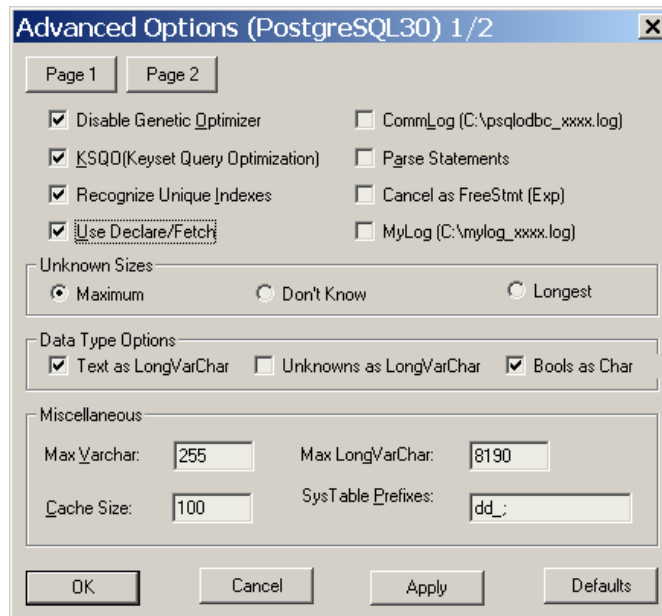 Advanced Options (PostgreSQL30) 1/2
Page 1 Page 2
Disable Genetic Optimizer CommLog (C:\psqlodbc_xxxx.log)
KSQO(Keyset Query Optimization) Parse Statements
Recognize Unique Indexes Cancel as FreeStmt (Exp)
Use Declare/Fetch MyLog (C:\mylog_xxxx.log)
Unknown Sizes
Maximum Don't Know Longest
Data Type Options
Text as LongVarChar Unknowns as LongVarChar Bools as Char
Miscellaneous
Max Varchar: 255 Max LongVarChar: 8190
Cache Size: 100 SysTable Prefixes: dd_;
OK Cancel Apply Defaults